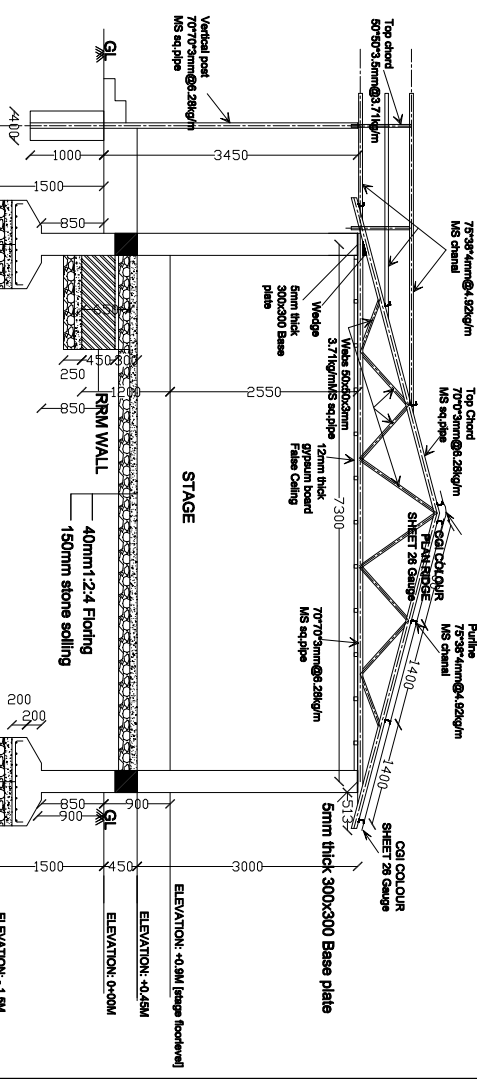 Top chord
50*50*3.5mm@3.71kg/m
75*38*4mm@4.92kg/m
MS chanal
Top Chord
70*0*3mm@6.28kg/m
MS sq.pipe
CGI COLOUR
PLAN RIDGE
SHEET 26 Gauge
Purline
75*38*4mm@4.92kg/m
MS chanal
1400
1400
CGI COLOUR
SHEET 26 Gauge
Vertical post
70*70*3mm@6.28kg/m
MS sq.pipe
Wedge
5mm thick
300x300 Base
plate
Webs 50x50x3mm
3.71kg/m MS sq.pipe
12mm thick
gypsum board
False Celing
7300
70*70*3mm@6.28kg/m
MS sq.pipe
513
5mm thick 300x300 Base plate
3450
2550
3000
STAGE
GL
400
1000
1500
850
450
300
1200
250
850
RRM WALL
40mm1:2:4 Floring
150mm stone solling
200
200
850
900
900
GL
1500
450
ELEVATION: +0.9M [stage floorlevel]
ELEVATION: +0.45M
ELEVATION: 0+00M
ELEVATION: -1.5M